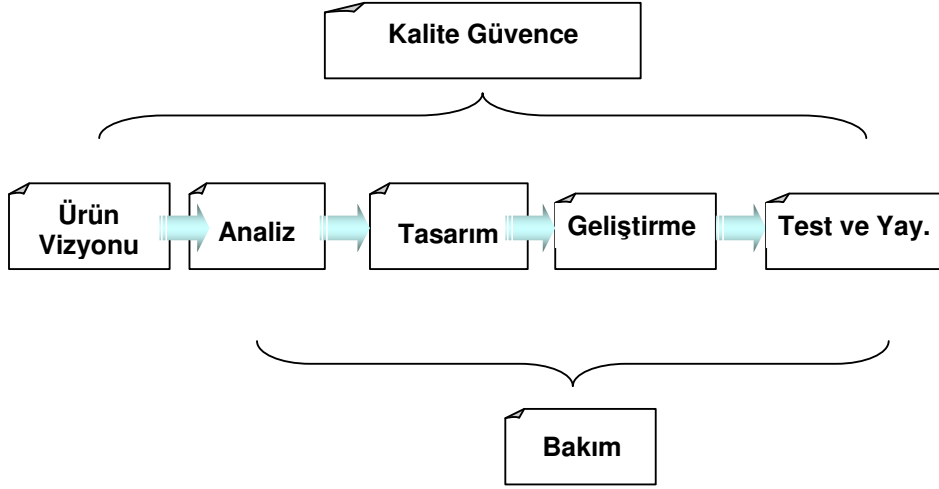 Kalite Güvence
Ürün
Vizyonu
Analiz
Tasarım
Geliştirme
Test ve Yay.
Bakım